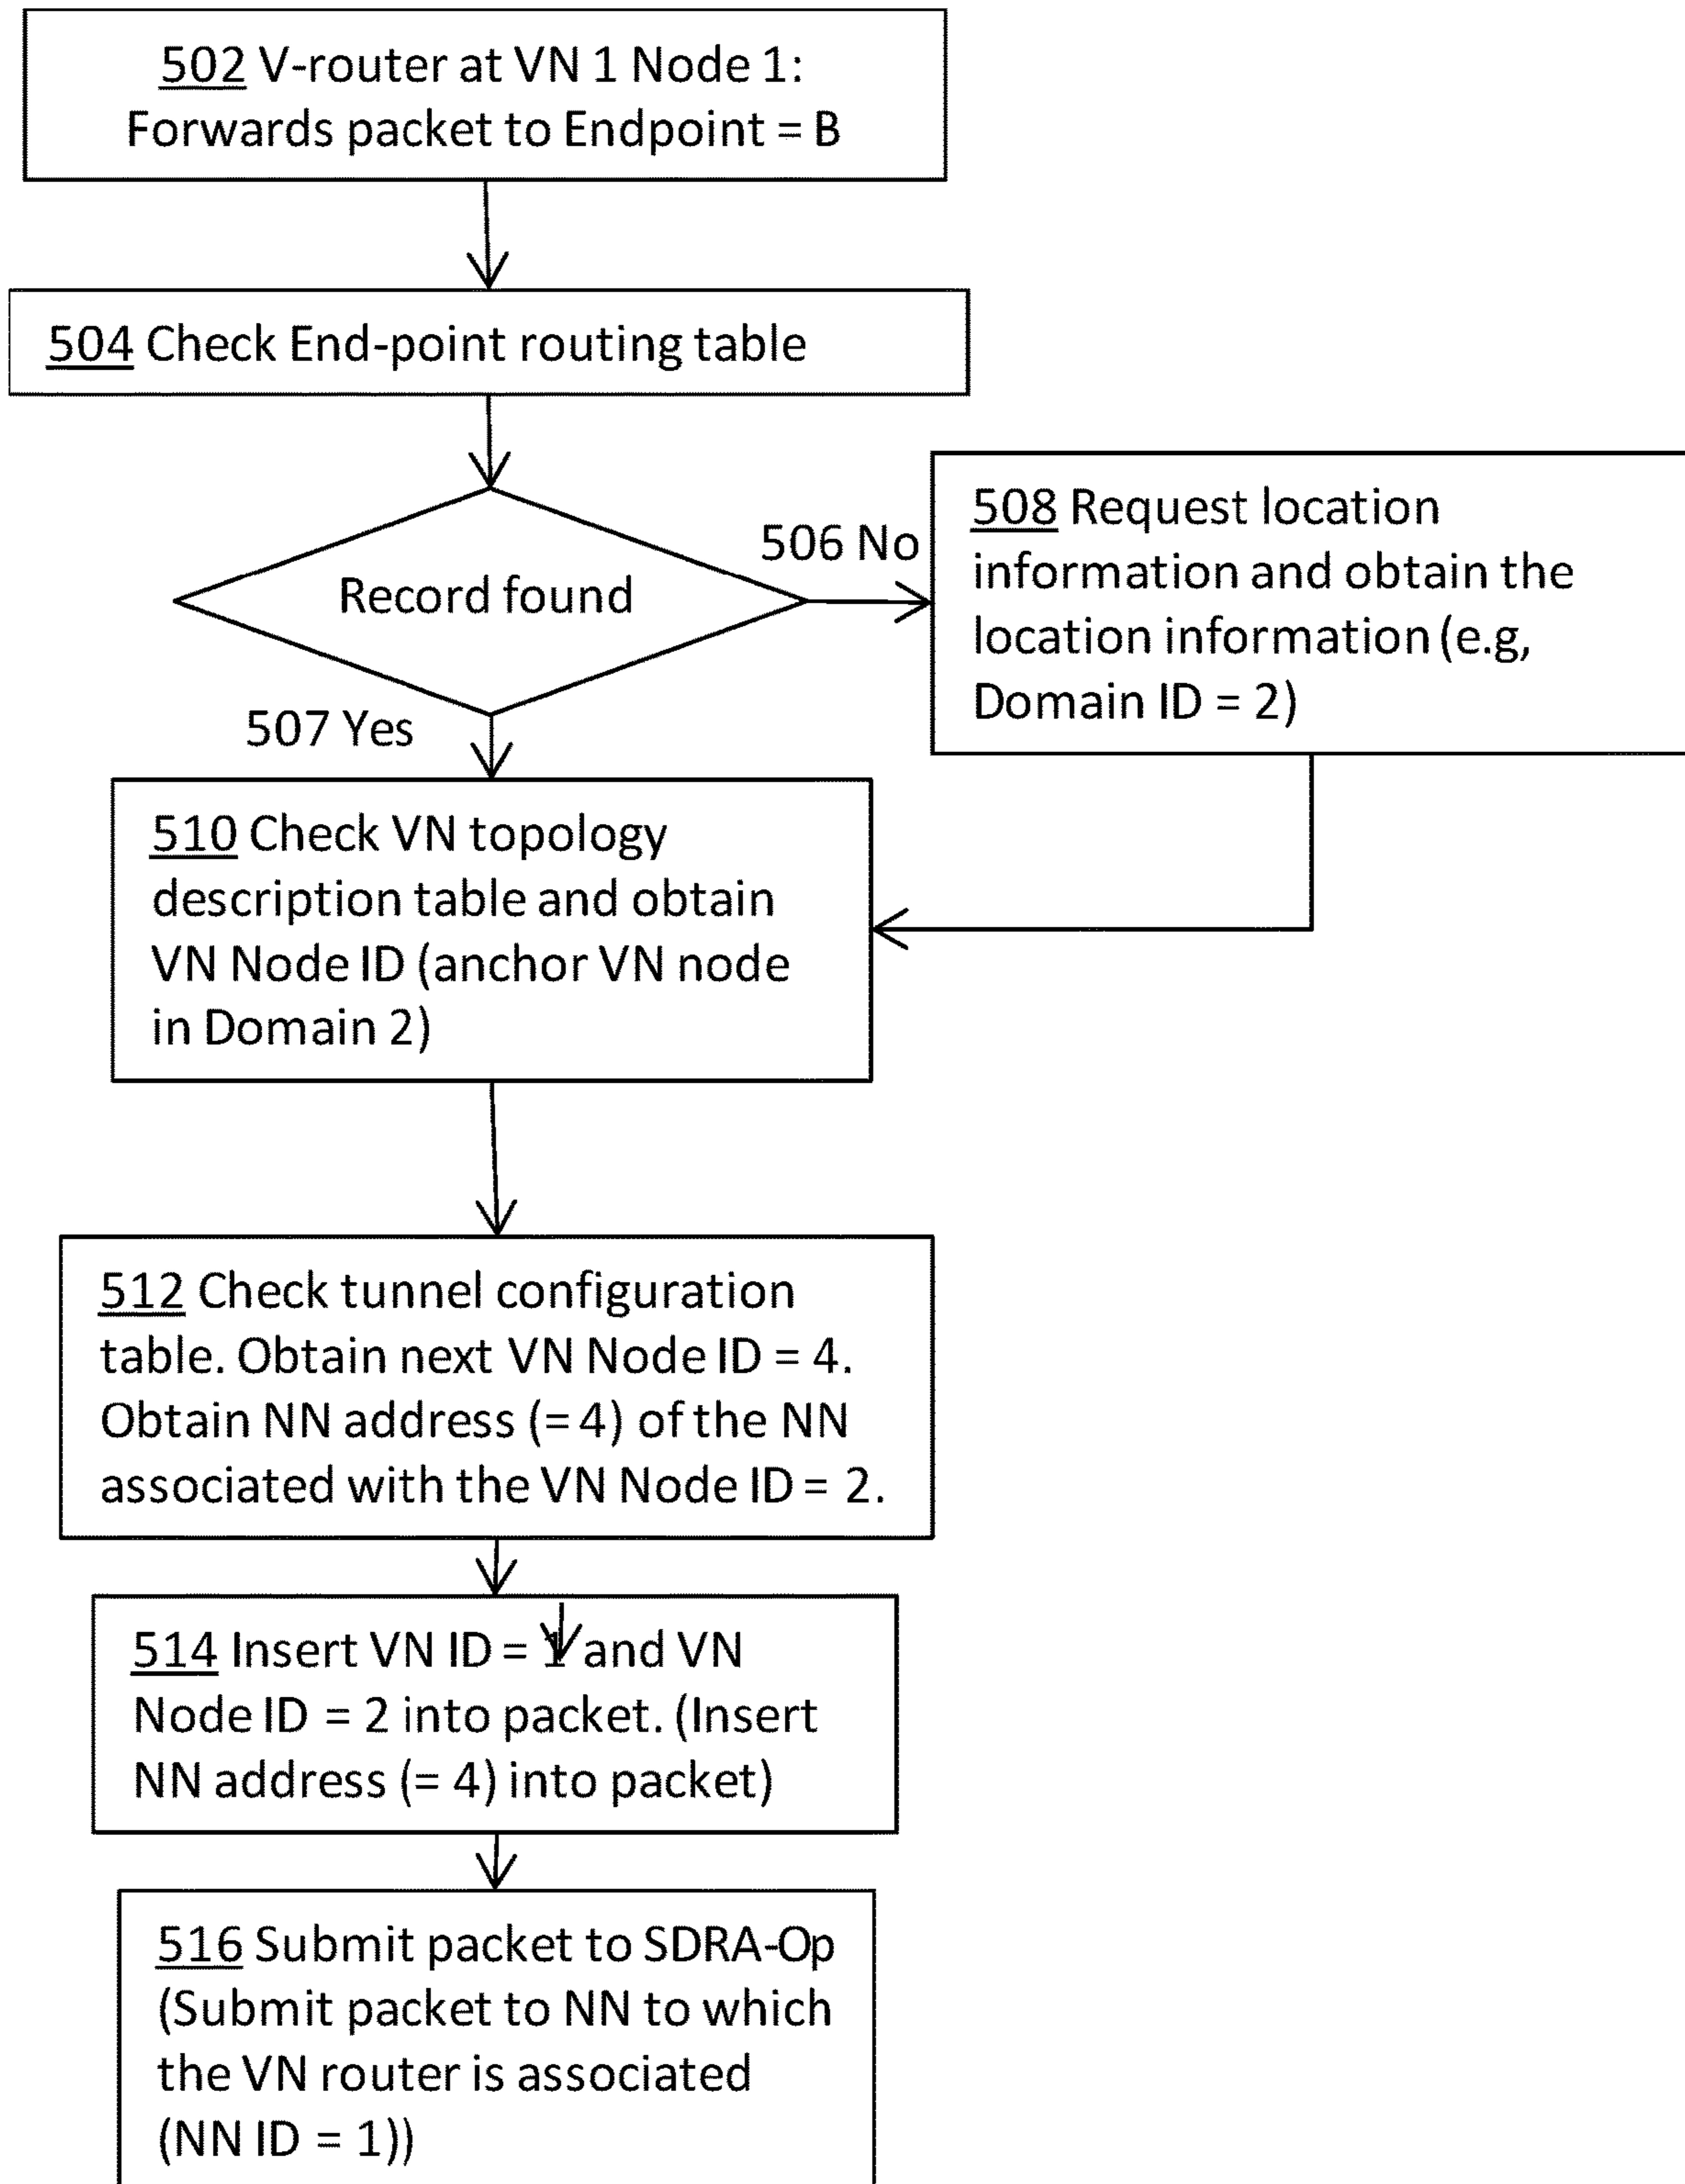 502 V-router at VN 1 Node 1:
Forwards packet to Endpoint = B
504 Check End-point routing table
Record found
506 No
508 Request location
information and obtain the
location information (e.g,
Domain ID = 2)
507 Yes
510 Check VN topology
description table and obtain
VN Node ID (anchor VN node
in Domain 2)
512 Check tunnel configuration
table. Obtain next VN Node ID = 4.
Obtain NN address (= 4) of the NN
associated with the VN Node ID = 2.
514 Insert VN ID = 1 and VN
Node ID = 2 into packet. (Insert
NN address (= 4) into packet)
516 Submit packet to SDRA-Op
(Submit packet to NN to which
the VN router is associated
(NN ID = 1))